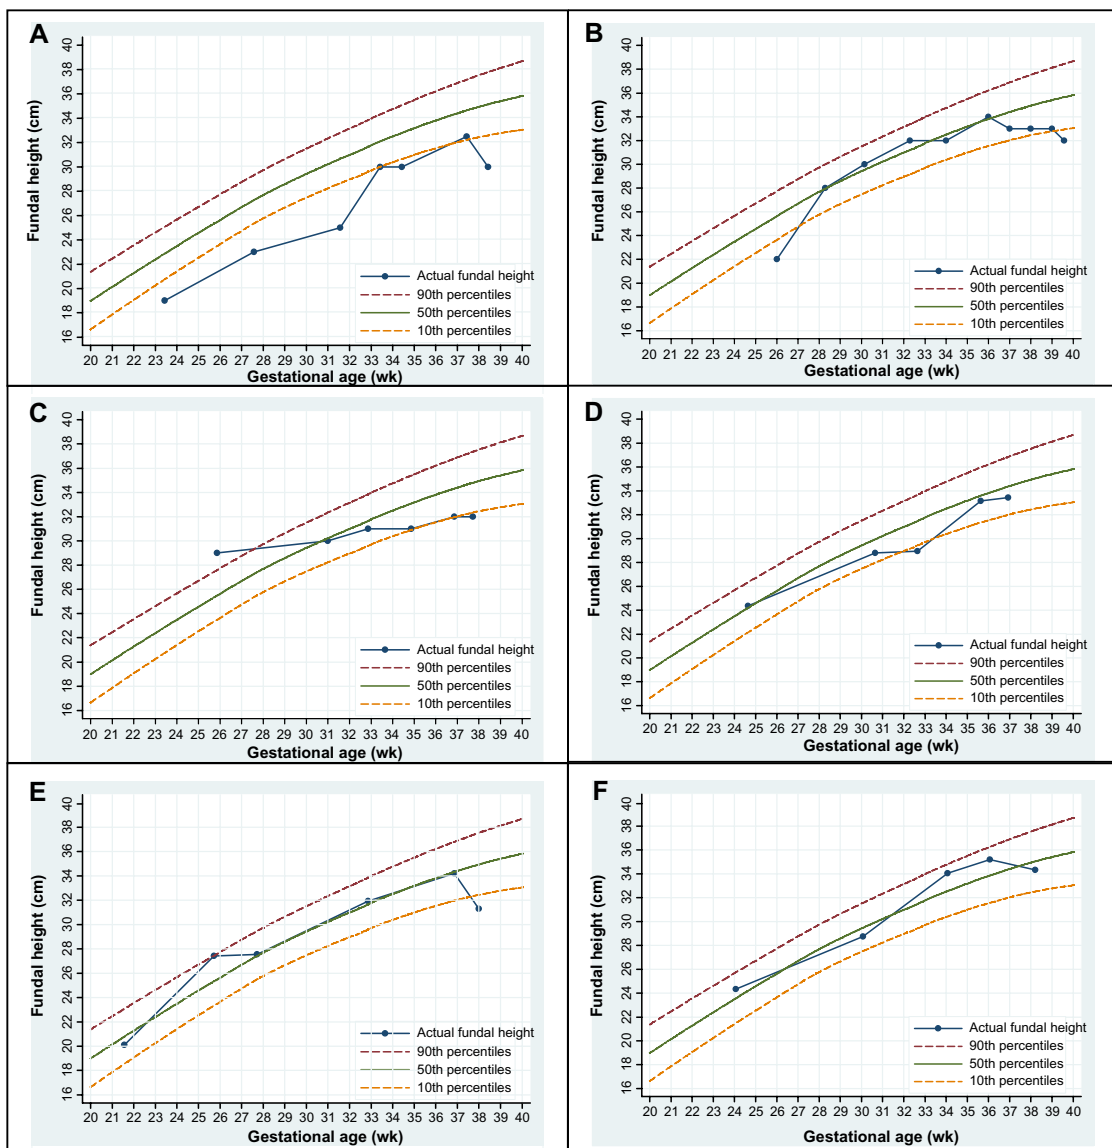 A
Fundal height (cm)
40
38
36
34
32
30
28
26
24
22
20
18
16
Actual fundal height
90th percentiles
50th percentiles
10th percentiles
20 21 22 23 24 25 26 27 28 29 30 31 32 33 34 35 36 37 38 39 40
Gestational age (wk)
B
Fundal height (cm)
40
38
36
34
32
30
28
26
24
22
20
18
16
Actual fundal height
90th percentiles
50th percentiles
10th percentiles
20 21 22 23 24 25 26 27 28 29 30 31 32 33 34 35 36 37 38 39 40
Gestational age (wk)
C
Fundal height (cm)
40
38
36
34
32
30
28
26
24
22
20
18
16
Actual fundal height
90th percentiles
50th percentiles
10th percentiles
20 21 22 23 24 25 26 27 28 29 30 31 32 33 34 35 36 37 38 39 40
Gestational age (wk)
D
Fundal height (cm)
40
38
36
34
32
30
28
26
24
22
20
18
16
Actual fundal height
90th percentiles
50th percentiles
10th percentiles
20 21 22 23 24 25 26 27 28 29 30 31 32 33 34 35 36 37 38 39 40
Gestational age (wk)
E
Fundal height (cm)
40
38
36
34
32
30
28
26
24
22
20
18
16
Actual fundal height
90th percentiles
50th percentiles
10th percentiles
20 21 22 23 24 25 26 27 28 29 30 31 32 33 34 35 36 37 38 39 40
Gestational age (wk)
F
Fundal height (cm)
40
38
36
34
32
30
28
26
24
22
20
18
16
Actual fundal height
90th percentiles
50th percentiles
10th percentiles
20 21 22 23 24 25 26 27 28 29 30 31 32 33 34 35 36 37 38 39 40
Gestational age (wk)